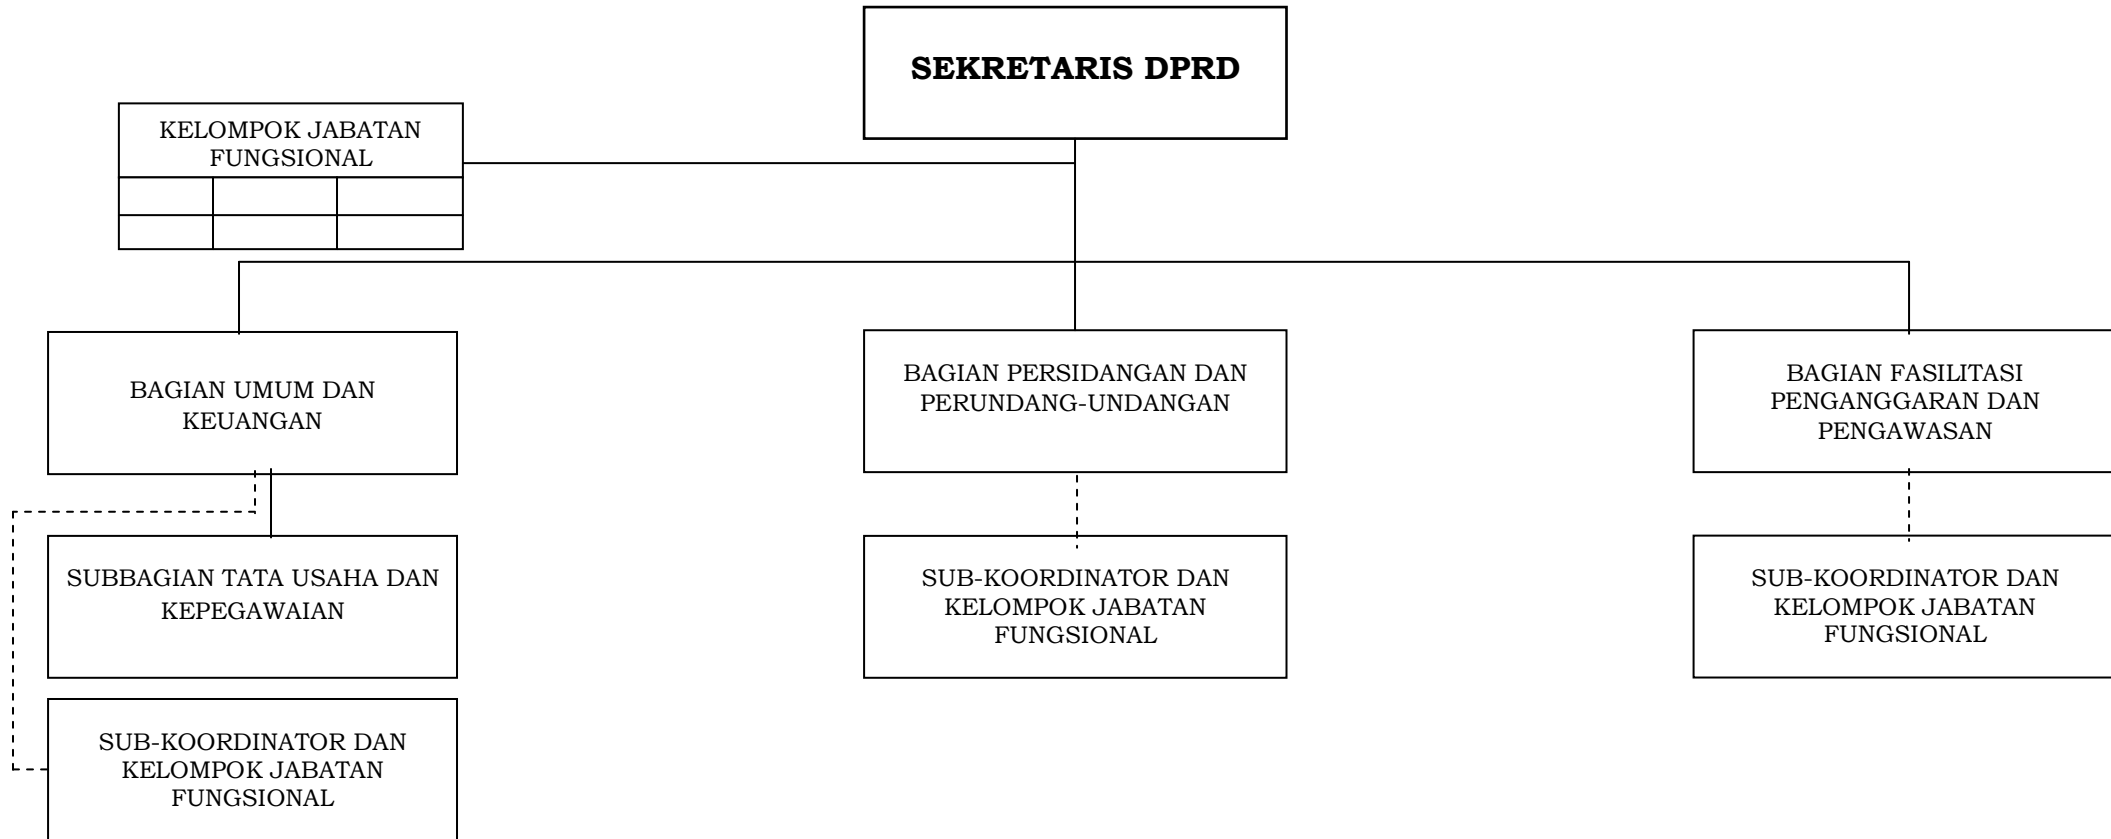 SEKRETARIS DPRD
KELOMPOK JABATAN
FUNGSIONAL
BAGIAN UMUM DAN
KEUANGAN
BAGIAN PERSIDANGAN DAN
PERUNDANG-UNDANGAN
BAGIAN FASILITASI
PENGANGGARAN DAN
PENGAWASAN
SUBBAGIAN TATA USAHA DAN
KEPEGAWAIAN
SUB-KOORDINATOR DAN
KELOMPOK JABATAN
FUNGSIONAL
SUB-KOORDINATOR DAN
KELOMPOK JABATAN
FUNGSIONAL
SUB-KOORDINATOR DAN
KELOMPOK JABATAN
FUNGSIONAL